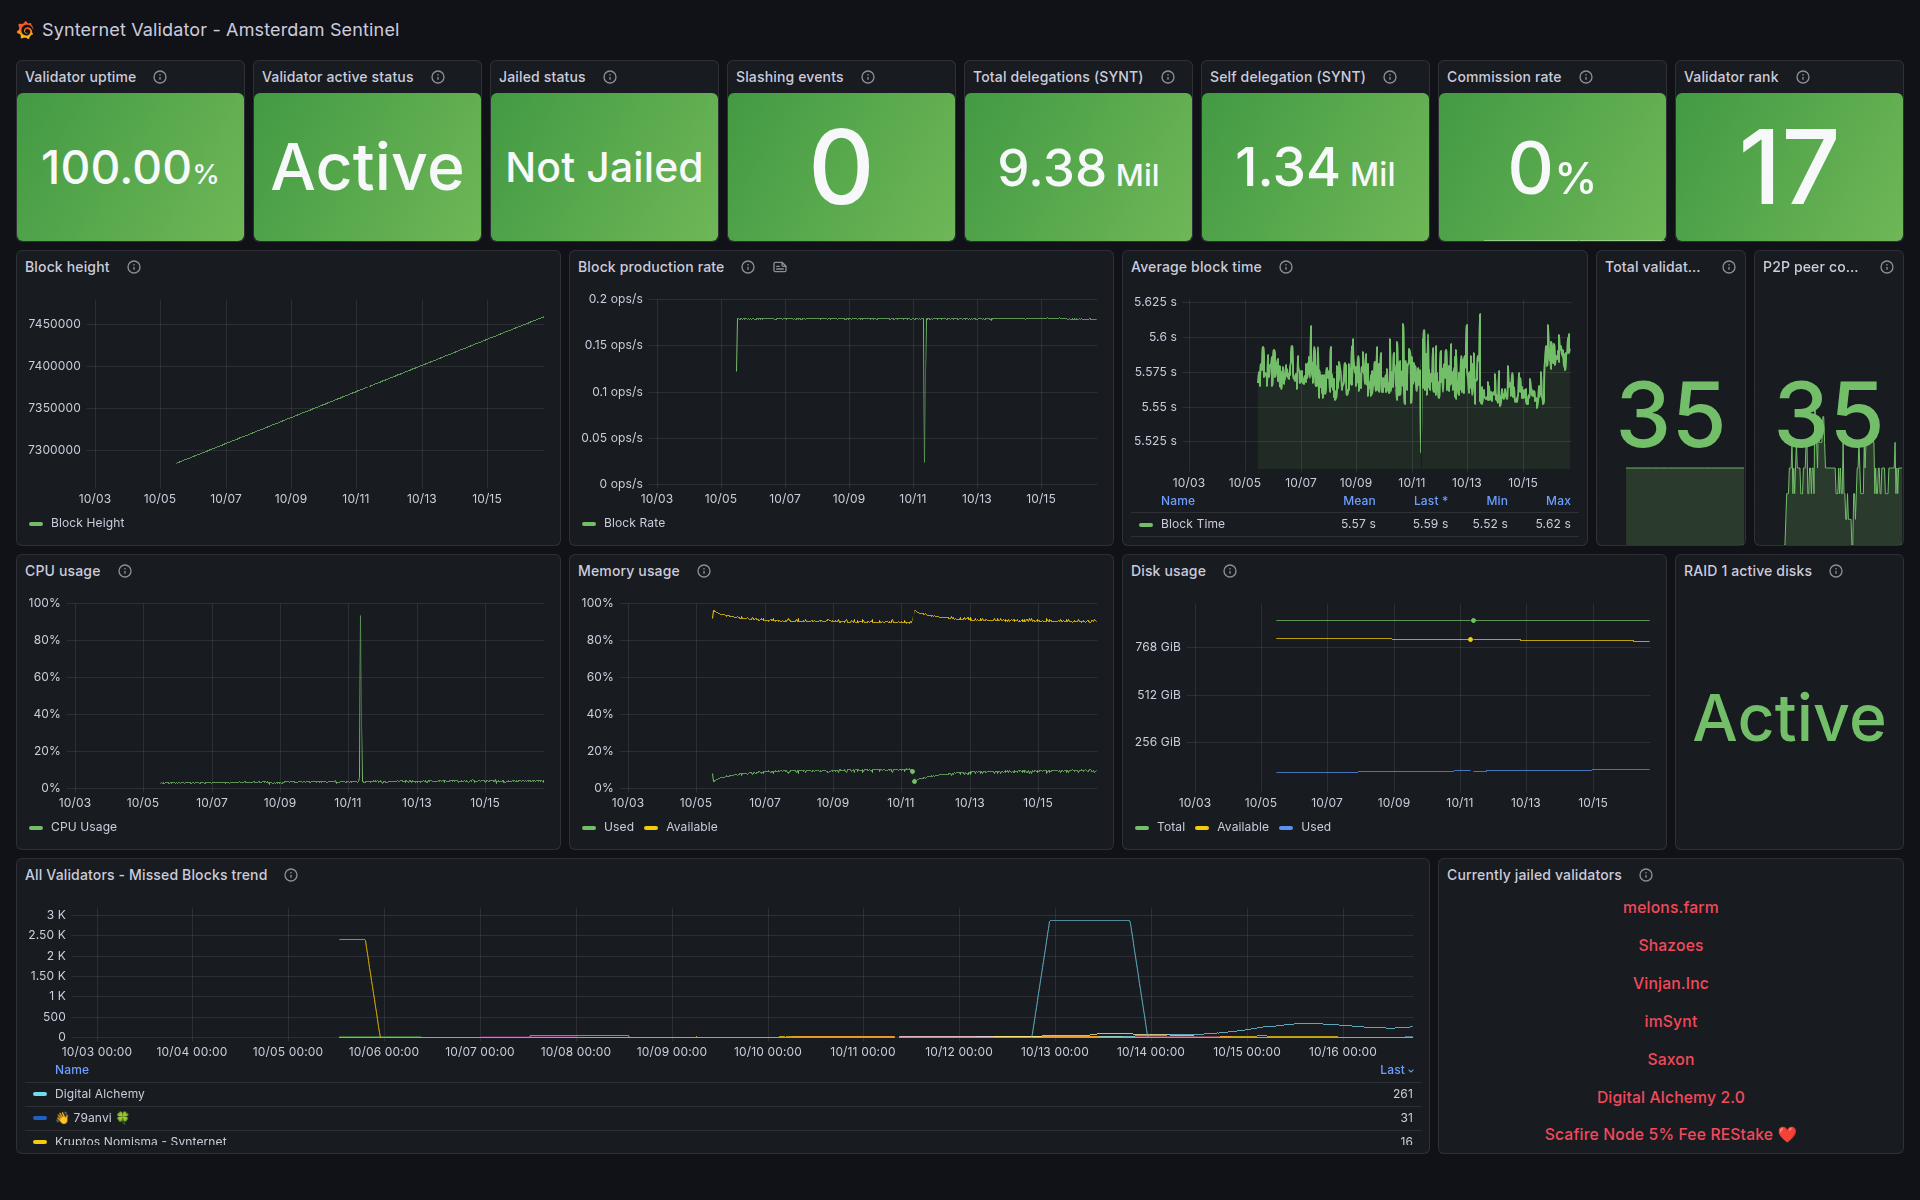 Synternet Validator - Amsterdam Sentinel
Validator uptime
100.00%
Validator active status
Active
Jailed status
Not Jailed
Slashing events
0
Total delegations (SYNT)
9.38 Mil
Self delegation (SYNT)
1.34 Mil
Commission rate
0%
Validator rank
17
Block height
7450000
7400000
7350000
7300000
10/03 10/05 10/07 10/09 10/11 10/13 10/15
Block Height
Block production rate
0.2 ops/s
0.15 ops/s
0.1 ops/s
0.05 ops/s
0 ops/s
10/03 10/05 10/07 10/09 10/11 10/13 10/15
Block Rate
Average block time
5.625 s
5.6 s
5.575 s
5.55 s
5.525 s
10/03 10/05 10/07 10/09 10/11 10/13 10/15
Name Mean Last * Min Max
Block Time 5.57 s 5.59 s 5.52 s 5.62 s
Total validat...
35
P2P peer co...
35
CPU usage
100%
80%
60%
40%
20%
0%
10/03 10/05 10/07 10/09 10/11 10/13 10/15
CPU Usage
Memory usage
100%
80%
60%
40%
20%
0%
10/03 10/05 10/07 10/09 10/11 10/13 10/15
Used Available
Disk usage
768 GiB
512 GiB
256 GiB
10/03 10/05 10/07 10/09 10/11 10/13 10/15
Total Available Used
RAID 1 active disks
Active
All Validators - Missed Blocks trend
3 K
2.50 K
2 K
1.50 K
1 K
500
0
10/03 00:00 10/04 00:00 10/05 00:00 10/06 00:00 10/07 00:00 10/08 00:00 10/09 00:00 10/10 00:00 10/11 00:00 10/12 00:00 10/13 00:00 10/14 00:00 10/15 00:00 10/16 00:00
Name Last
Digital Alchemy 261
👋 79anvi 🍀 31
Kruptos Nomisma - Synternet 16
Currently jailed validators
melons.farm
Shazoes
Vinjan.Inc
imSynt
Saxon
Digital Alchemy 2.0
Scafire Node 5% Fee REStake ❤️